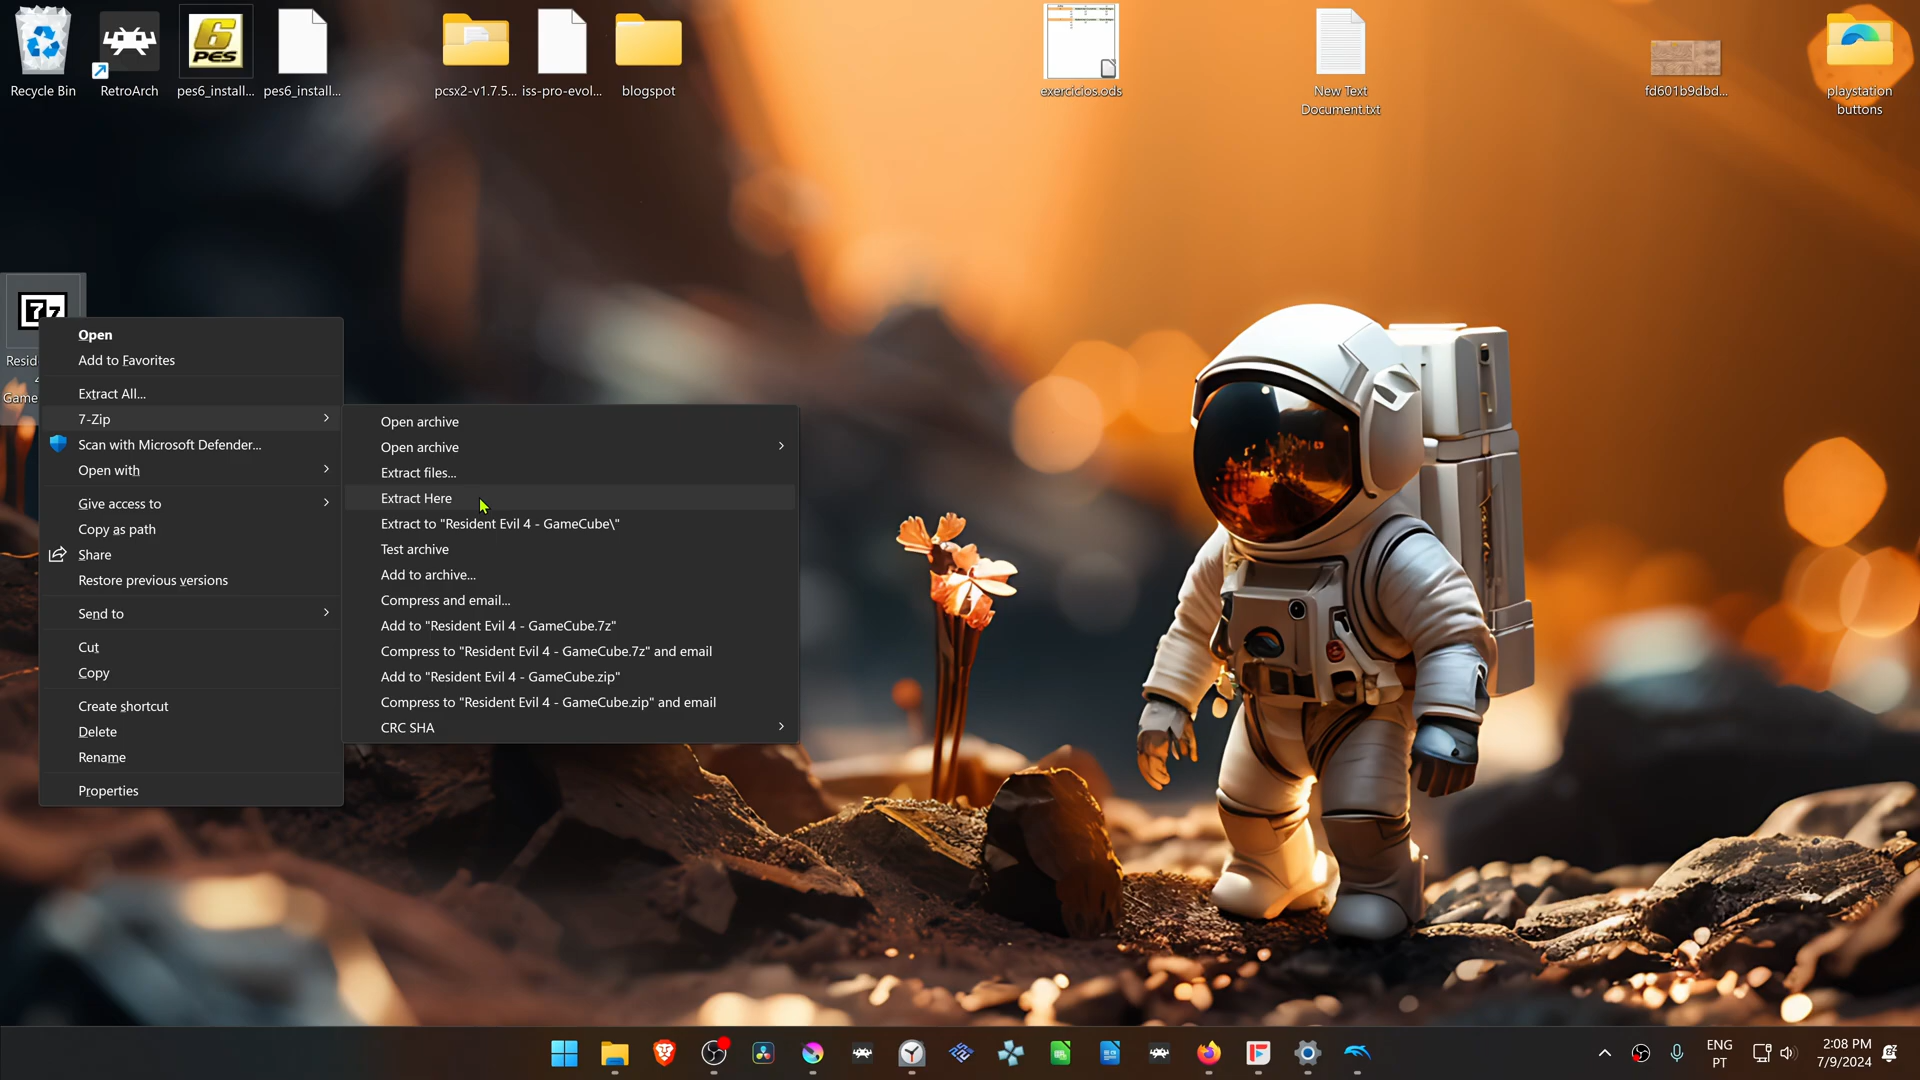 Recycle Bin
RetroArch
6
PES
pes6_install...
pes6_install...
pcsx2-v1.7.5...
iss-pro-evol...
blogspot
exercicios.ods
New Text
Document.txt
fd601b9dbd...
playstation
buttons
7z
Resid
4
Game
Open
Add to Favorites
Extract All...
7-Zip
Scan with Microsoft Defender...
Open with
Give access to
Copy as path
Share
Restore previous versions
Send to
Cut
Copy
Create shortcut
Delete
Rename
Properties
Open archive
Open archive
Extract files...
Extract Here
Extract to "Resident Evil 4 - GameCube\"
Test archive
Add to archive...
Compress and email...
Add to "Resident Evil 4 - GameCube.7z"
Compress to "Resident Evil 4 - GameCube.7z" and email
Add to "Resident Evil 4 - GameCube.zip"
Compress to "Resident Evil 4 - GameCube.zip" and email
CRC SHA
ENG
PT
2:08 PM
7/9/2024